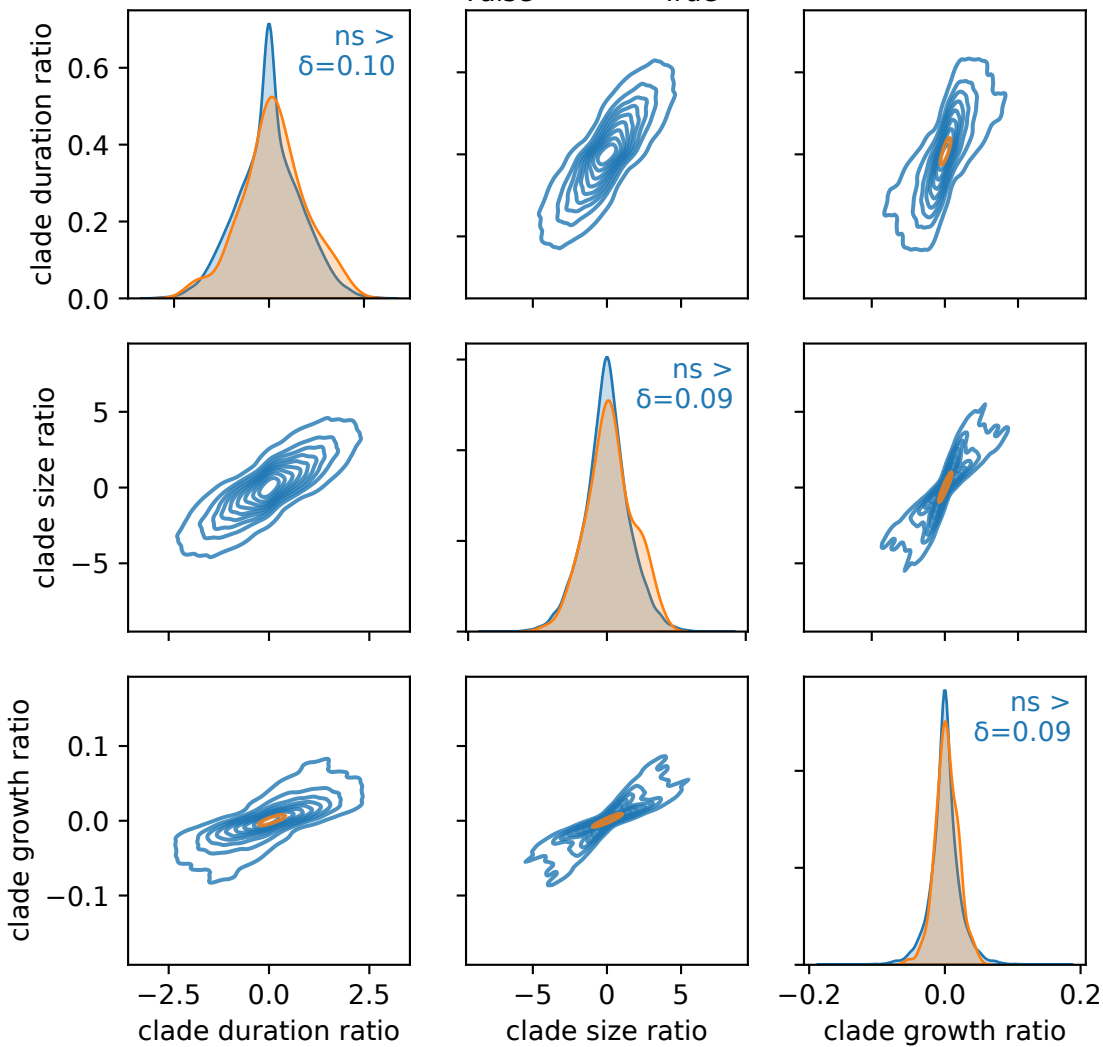 clade duration ratio
0.6
0.4
0.2
0.0
ns >
δ=0.10
clade size ratio
5
0
−5
ns >
δ=0.09
clade growth ratio
0.1
0.0
−0.1
ns >
δ=0.09
−2.5 0.0 2.5
−5 0 5
−0.2 0.0 0.2
clade duration ratio
clade size ratio
clade growth ratio